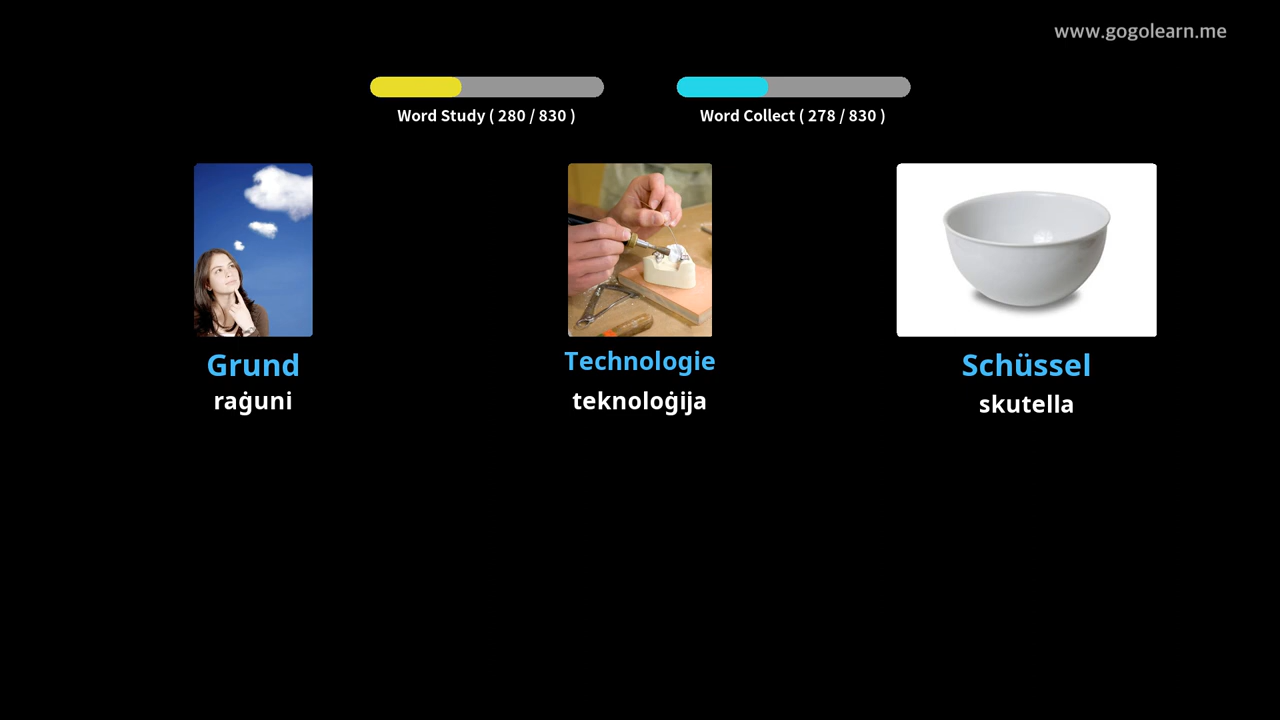 www.gogolearn.me
Word Study ( 280 / 830 )
Word Collect ( 278 / 830 )
Grund
raġuni
Technologie
teknoloġija
Schüssel
skutella